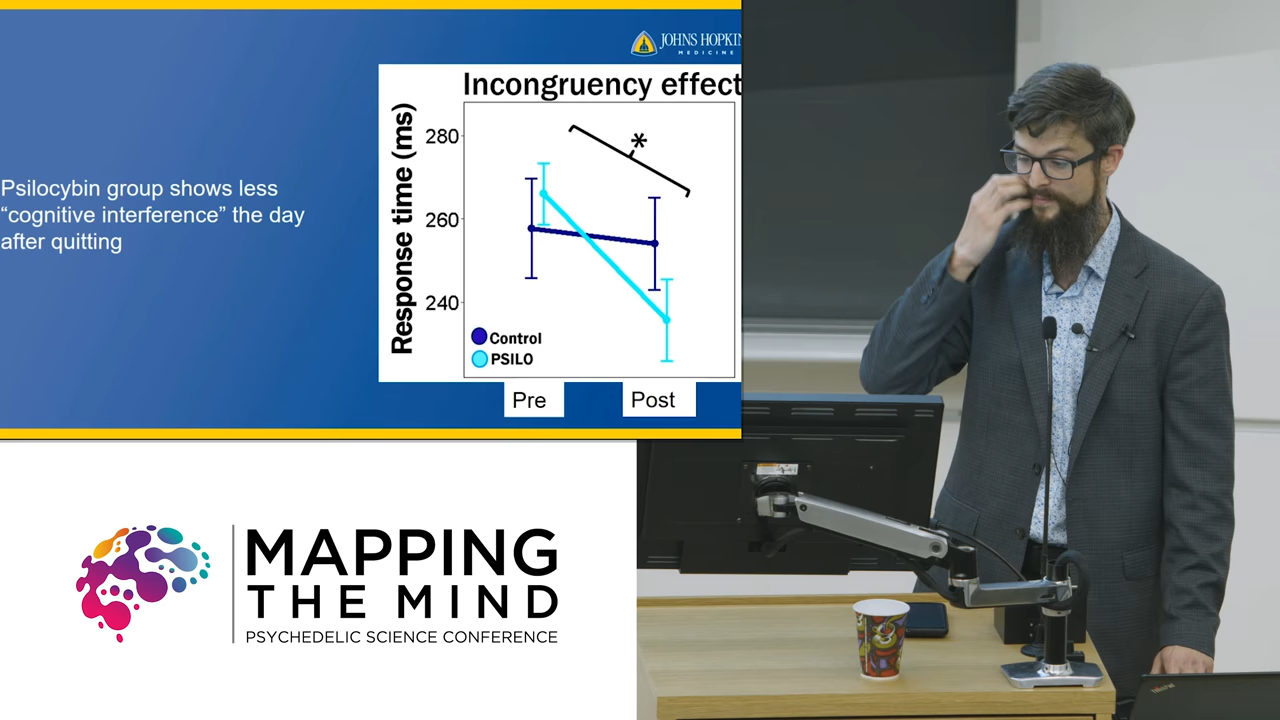 JOHNS HOPKIN
MEDICINE
Psilocybin group shows less
“cognitive interference” the day
after quitting
Incongruency effect
Response time (ms)
280
260
240
*
Control
PSILO
Pre
Post
MAPPING
THE MIND
PSYCHEDELIC SCIENCE CONFERENCE